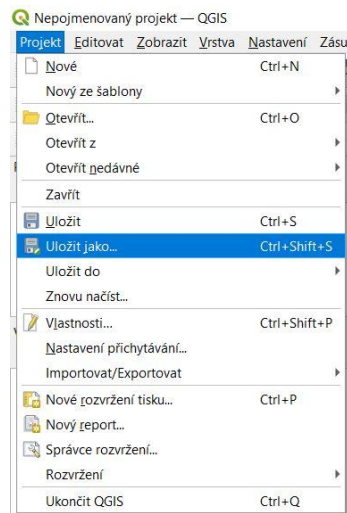 Nepojmenovaný projekt — QGIS
Projekt Editovat Zobrazit Vrstva Nastavení Zásu
Nové Ctrl+N
Nový ze šablony
Otevřít... Ctrl+O
Otevřít z
Otevřít nedávné
Zavřít
Uložit Ctrl+S
Uložit jako... Ctrl+Shift+S
Uložit do
Znovu načíst...
Vlastnosti... Ctrl+Shift+P
Nastavení přichytávání...
Importovat/Exportovat
Nové rozvržení tisku... Ctrl+P
Nový report...
Správce rozvržení...
Rozvržení
Ukončit QGIS Ctrl+Q